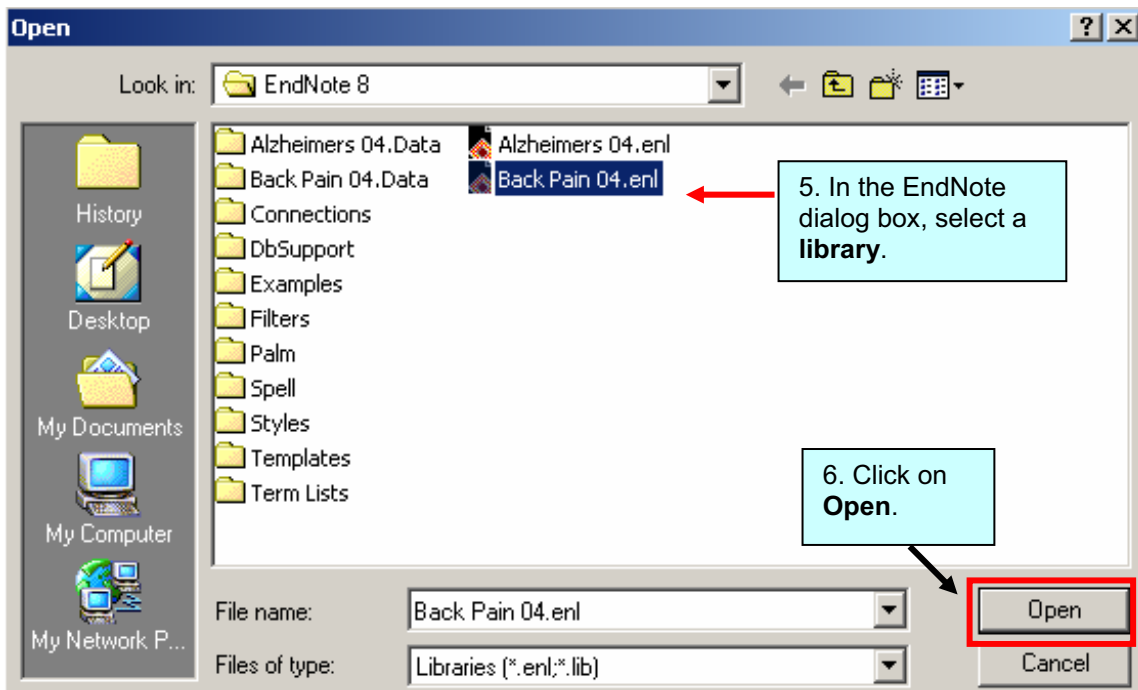 Open
Look in: EndNote 8
History
Desktop
My Documents
My Computer
My Network P...
Alzheimers 04.Data
Back Pain 04.Data
Connections
DbSupport
Examples
Filters
Palm
Spell
Styles
Templates
Term Lists
Alzheimers 04.enl
Back Pain 04.enl
5. In the EndNote
dialog box, select a
library.
6. Click on
Open.
File name: Back Pain 04.enl
Open
Files of type: Libraries (*.enl;*.lib)
Cancel